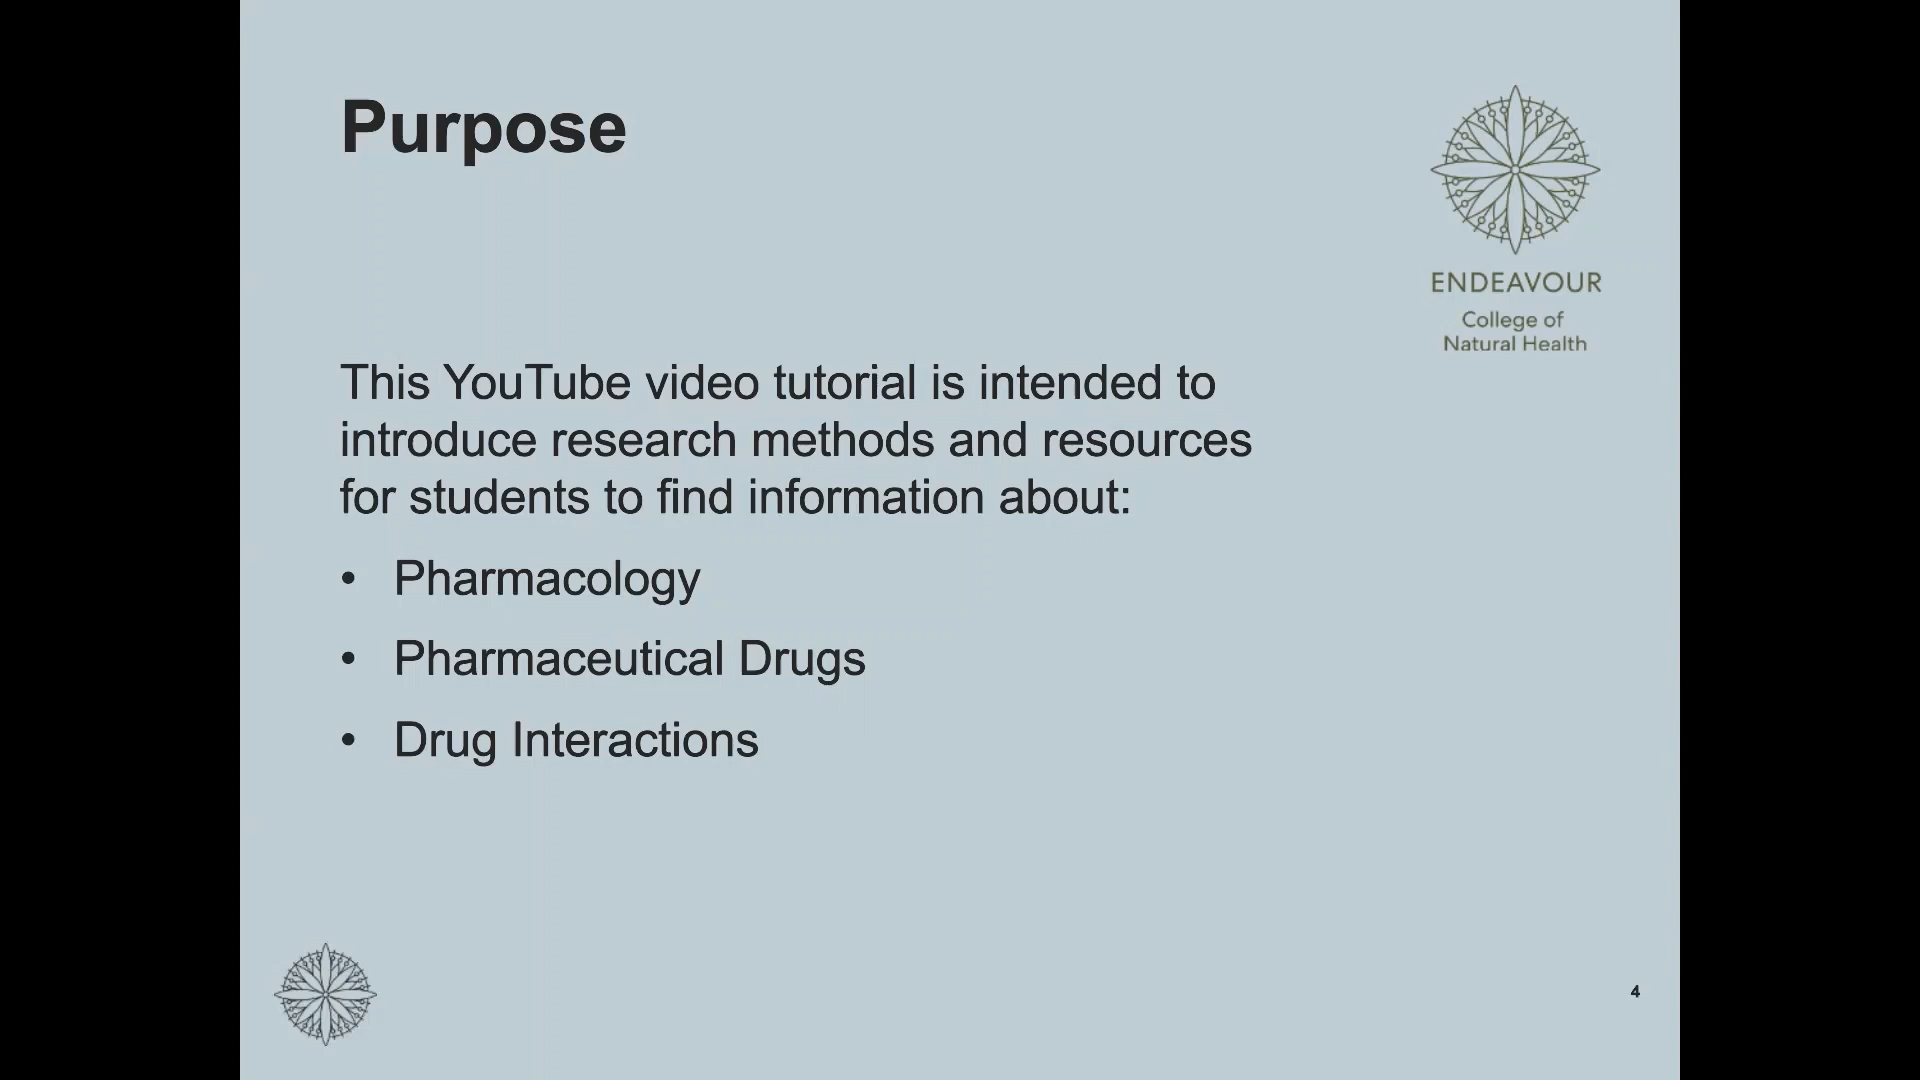 Purpose
ENDEAVOUR
College of
Natural Health
This YouTube video tutorial is intended to
introduce research methods and resources
for students to find information about:
• Pharmacology
• Pharmaceutical Drugs
• Drug Interactions
4